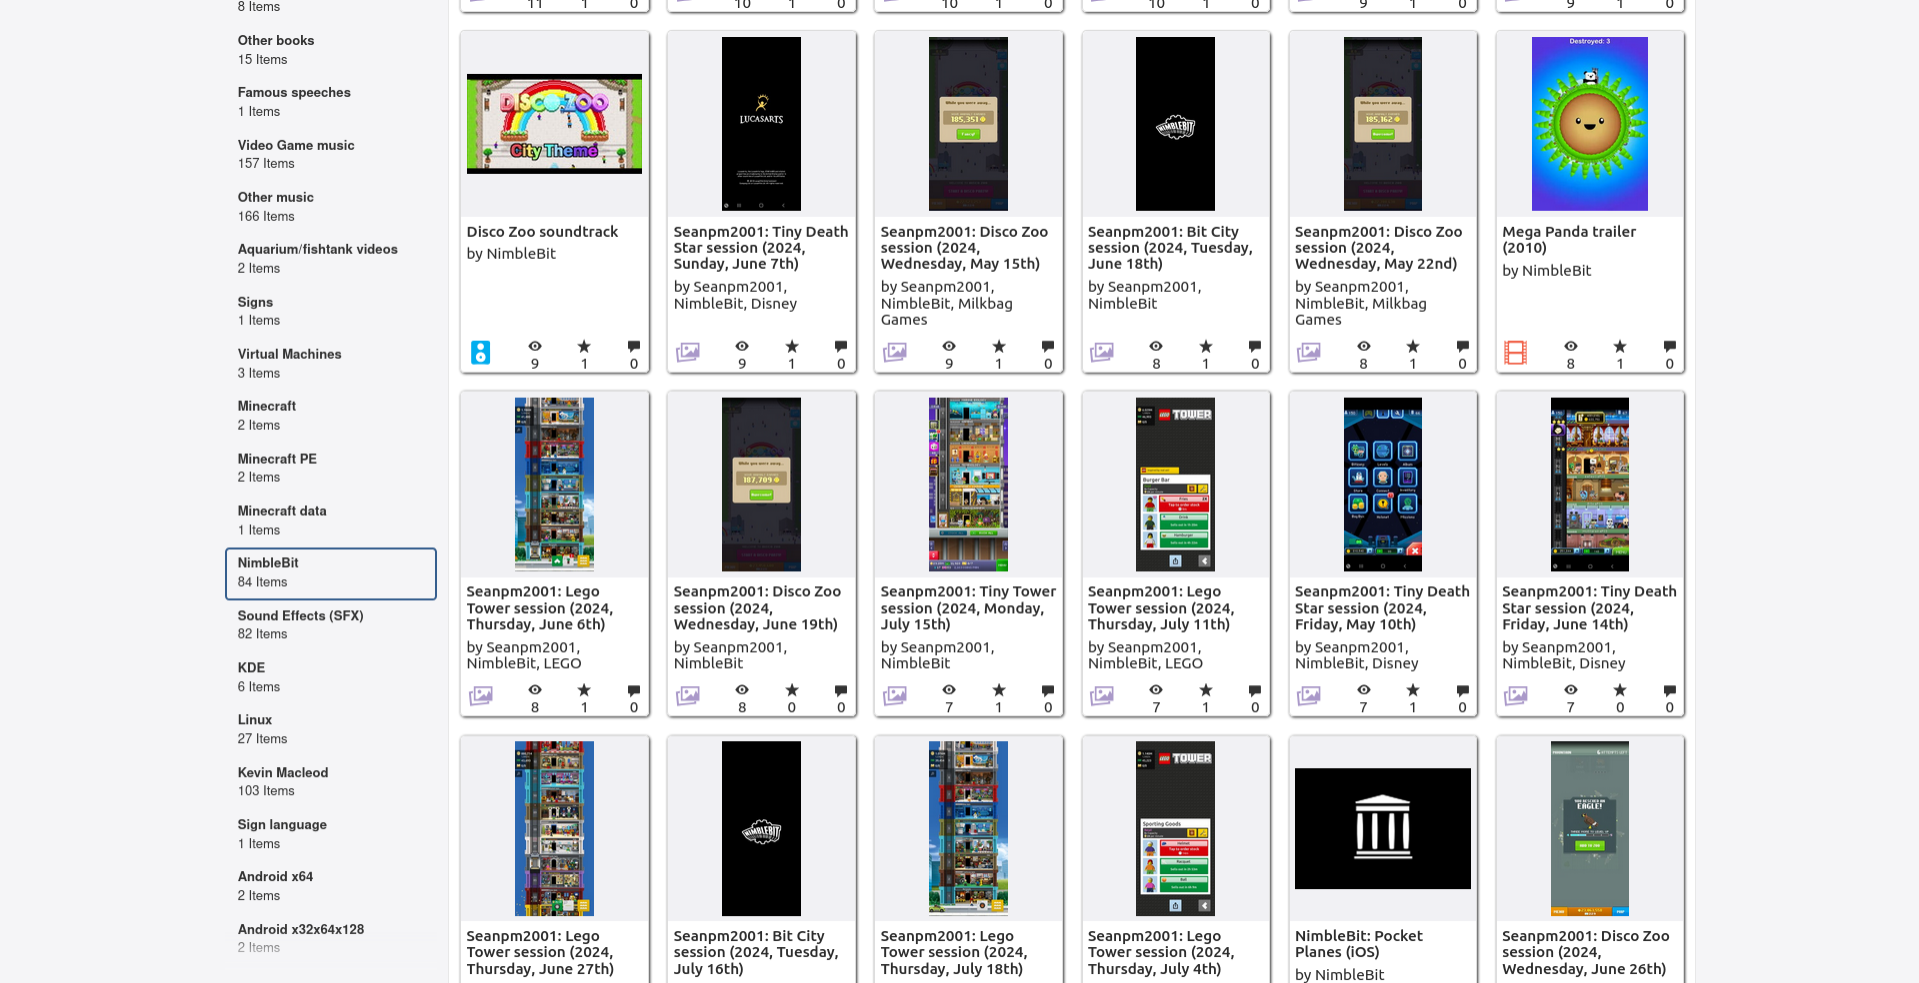 8 Items
Other books
15 Items
Famous speeches
1 Items
Video Game music
157 Items
Other music
166 Items
Aquarium/fishtank videos
2 Items
Signs
1 Items
Virtual Machines
3 Items
Minecraft
2 Items
Minecraft PE
2 Items
Minecraft data
1 Items
NimbleBit
84 Items
Sound Effects (SFX)
82 Items
KDE
6 Items
Linux
27 Items
Kevin Macleod
103 Items
Sign language
1 Items
Android x64
2 Items
Android x32x64x128
2 Items
11 1 0
10 1 0
10 1 0
10 1 0
9 1 0
9 1 0
DISCO ZOO
City Theme
Disco Zoo soundtrack
by NimbleBit
9 1 0
LUCASARTS
Seanpm2001: Tiny Death
Star session (2024,
Sunday, June 7th)
by Seanpm2001,
NimbleBit, Disney
9 1 0
While you were away...
185,351
Seanpm2001: Disco Zoo
session (2024,
Wednesday, May 15th)
by Seanpm2001,
NimbleBit, Milkbag
Games
9 1 0
NIMBLEBIT
Seanpm2001: Bit City
session (2024, Tuesday,
June 18th)
by Seanpm2001,
NimbleBit
8 1 0
While you were away...
185,162
Seanpm2001: Disco Zoo
session (2024,
Wednesday, May 22nd)
by Seanpm2001,
NimbleBit, Milkbag
Games
8 1 0
Destroyed: 3
Mega Panda trailer
(2010)
by NimbleBit
8 1 0
Seanpm2001: Lego
Tower session (2024,
Thursday, June 6th)
by Seanpm2001,
NimbleBit, LEGO
8 1 0
While you were away...
187,789
Seanpm2001: Disco Zoo
session (2024,
Wednesday, June 19th)
by Seanpm2001,
NimbleBit
8 0 0
Seanpm2001: Tiny Tower
session (2024, Monday,
July 15th)
by Seanpm2001,
NimbleBit
7 1 0
LEGO TOWER
Burger Bar
Seanpm2001: Lego
Tower session (2024,
Thursday, July 11th)
by Seanpm2001,
NimbleBit, LEGO
7 1 0
Seanpm2001: Tiny Death
Star session (2024,
Friday, May 10th)
by Seanpm2001,
NimbleBit, Disney
7 1 0
Seanpm2001: Tiny Death
Star session (2024,
Friday, June 14th)
by Seanpm2001,
NimbleBit, Disney
7 0 0
Seanpm2001: Lego
Tower session (2024,
Thursday, June 27th)
NIMBLEBIT
Seanpm2001: Bit City
session (2024, Tuesday,
July 16th)
Seanpm2001: Lego
Tower session (2024,
Thursday, July 18th)
LEGO TOWER
Sporting Goods
Seanpm2001: Lego
Tower session (2024,
Thursday, July 4th)
NimbleBit: Pocket
Planes (iOS)
by NimbleBit
EAGLE!
Seanpm2001: Disco Zoo
session (2024,
Wednesday, June 26th)